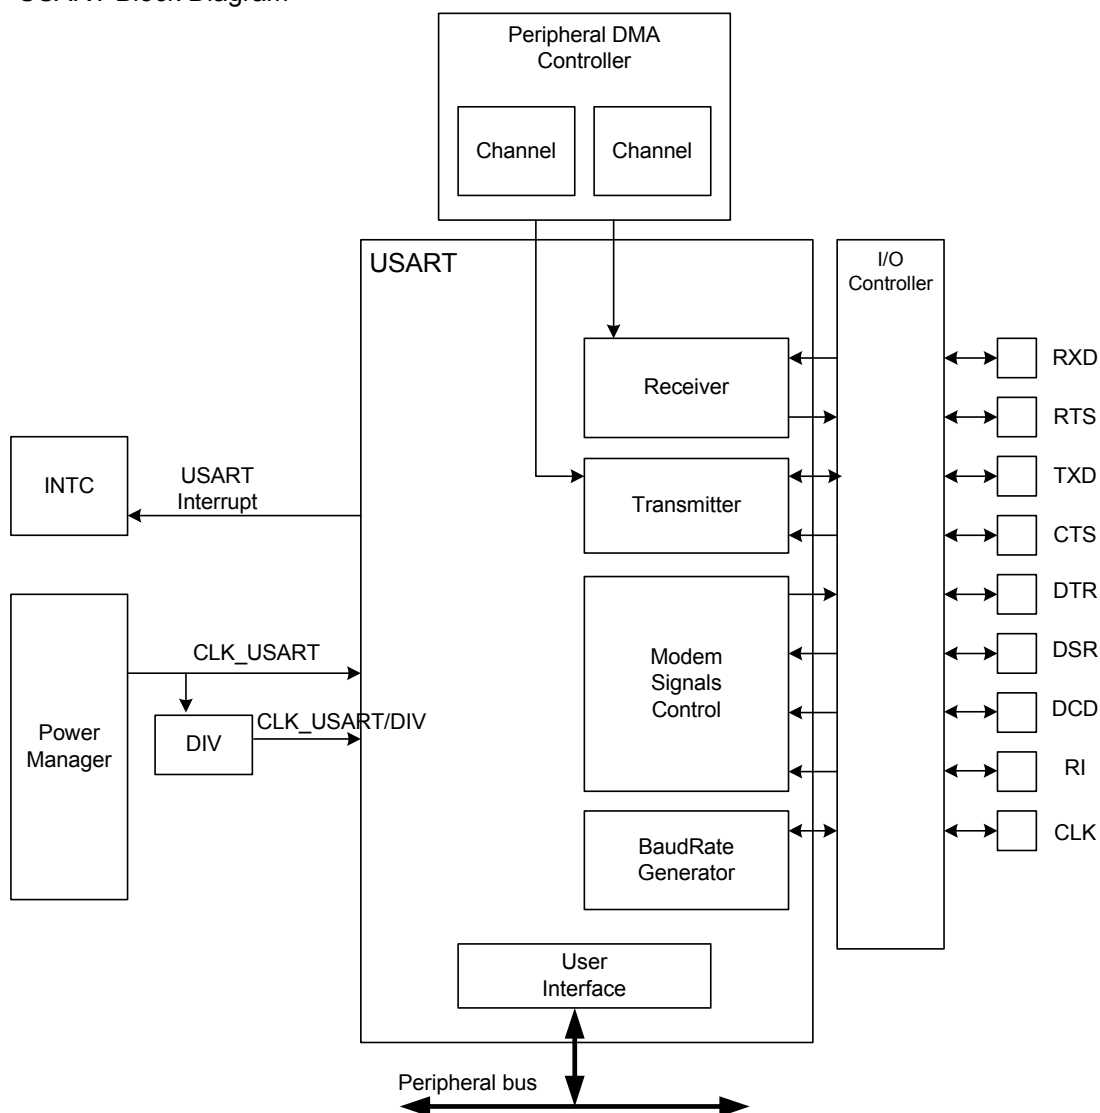 USART Block Diagram
Peripheral DMA
Controller
Channel
Channel
USART
I/O
Controller
Receiver
RXD
RTS
INTC
USART
Interrupt
Transmitter
TXD
CTS
DTR
CLK_USART
Modem
Signals
Control
DSR
Power
Manager
DIV
CLK_USART/DIV
DCD
RI
BaudRate
Generator
CLK
User
Interface
Peripheral bus